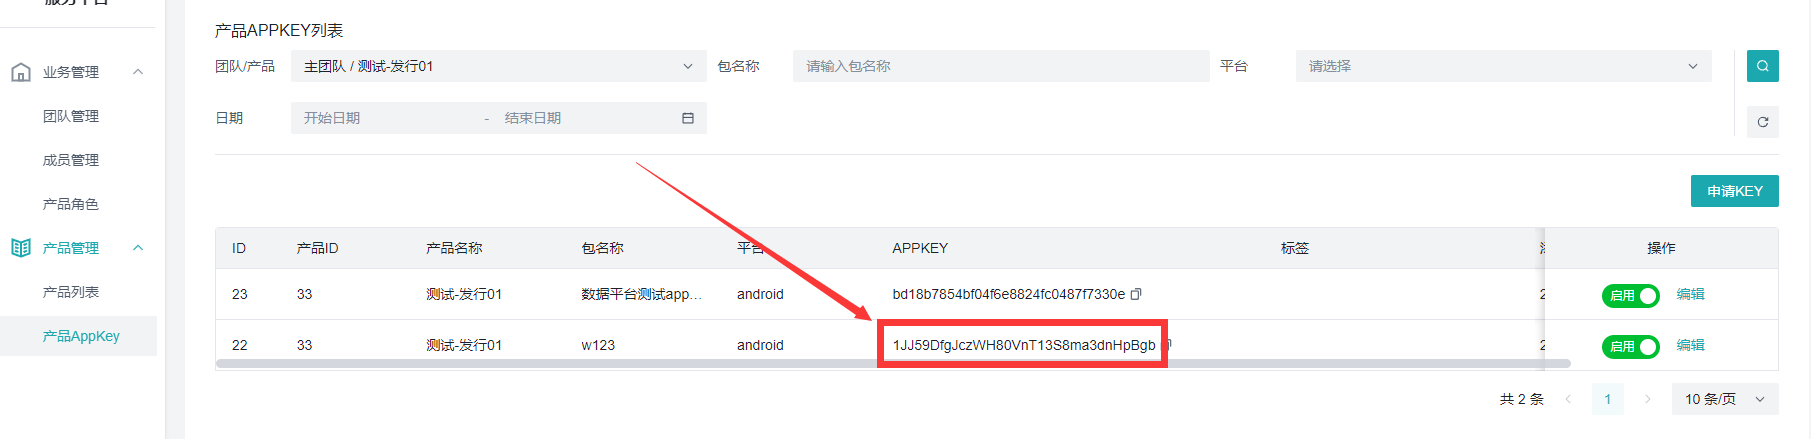 服务平台
业务管理
团队管理
成员管理
产品角色
产品管理
产品列表
产品AppKey
产品APPKEY列表
团队/产品 主团队 / 测试-发行01 包名称 请输入包名称 平台 请选择
日期 开始日期 - 结束日期
申请KEY
ID 产品ID 产品名称 包名称 平台 APPKEY 标签 操作
23 33 测试-发行01 数据平台测试app... android bd18b7854bf04f6e8824fc0487f7330e 2 启用 编辑
22 33 测试-发行01 w123 android 1JJ59DfgJczWH80VnT13S8ma3dnHpBgb 2 启用 编辑
共 2 条 1 10 条/页